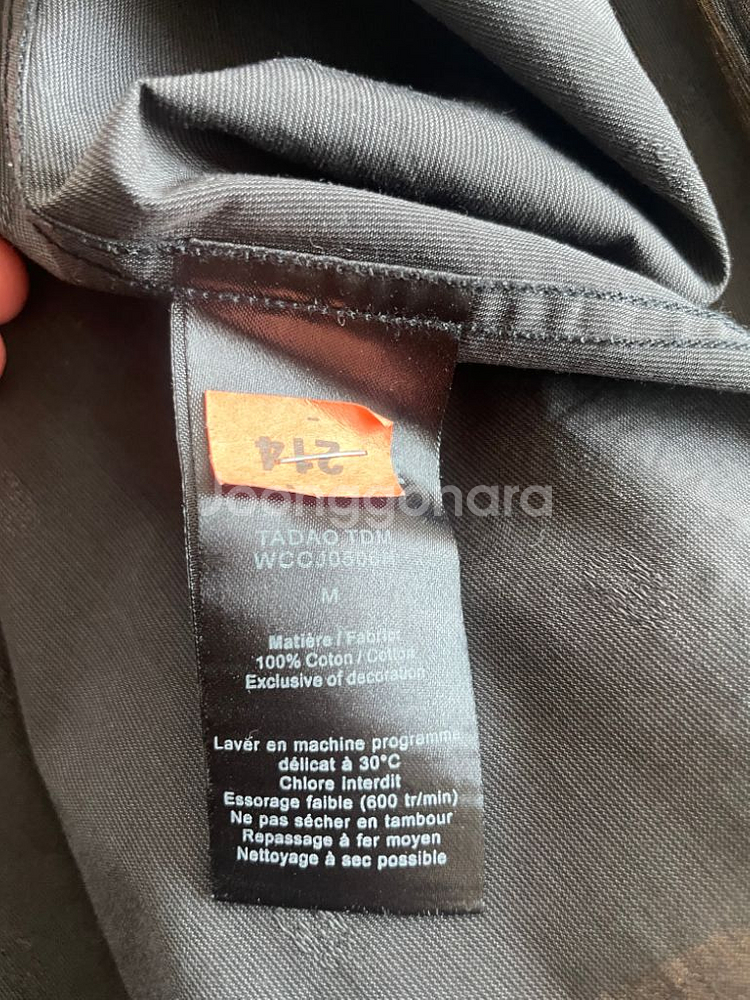 214
Joonggonara
TADAO TDM
M
Matière / Fabric
100% Coton / Cotton
Exclusive of decoration
Laver en machine programme
délicat à 30°C
Chlore interdit
Essorage faible (600 tr/min)
Ne pas sécher en tambour
Repassage à fer moyen
Nettoyage à sec possible